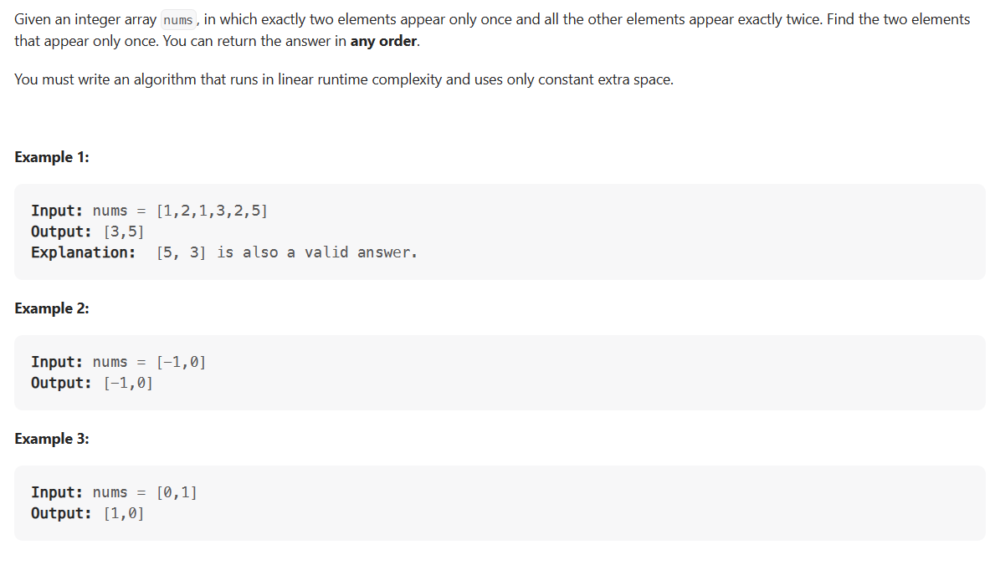 Given an integer array nums, in which exactly two elements appear only once and all the other elements appear exactly twice. Find the two elements
that appear only once. You can return the answer in any order.
You must write an algorithm that runs in linear runtime complexity and uses only constant extra space.
Example 1:
Input: nums = [1,2,1,3,2,5]
Output: [3,5]
Explanation:  [5, 3] is also a valid answer.
Example 2:
Input: nums = [-1,0]
Output: [-1,0]
Example 3:
Input: nums = [0,1]
Output: [1,0]